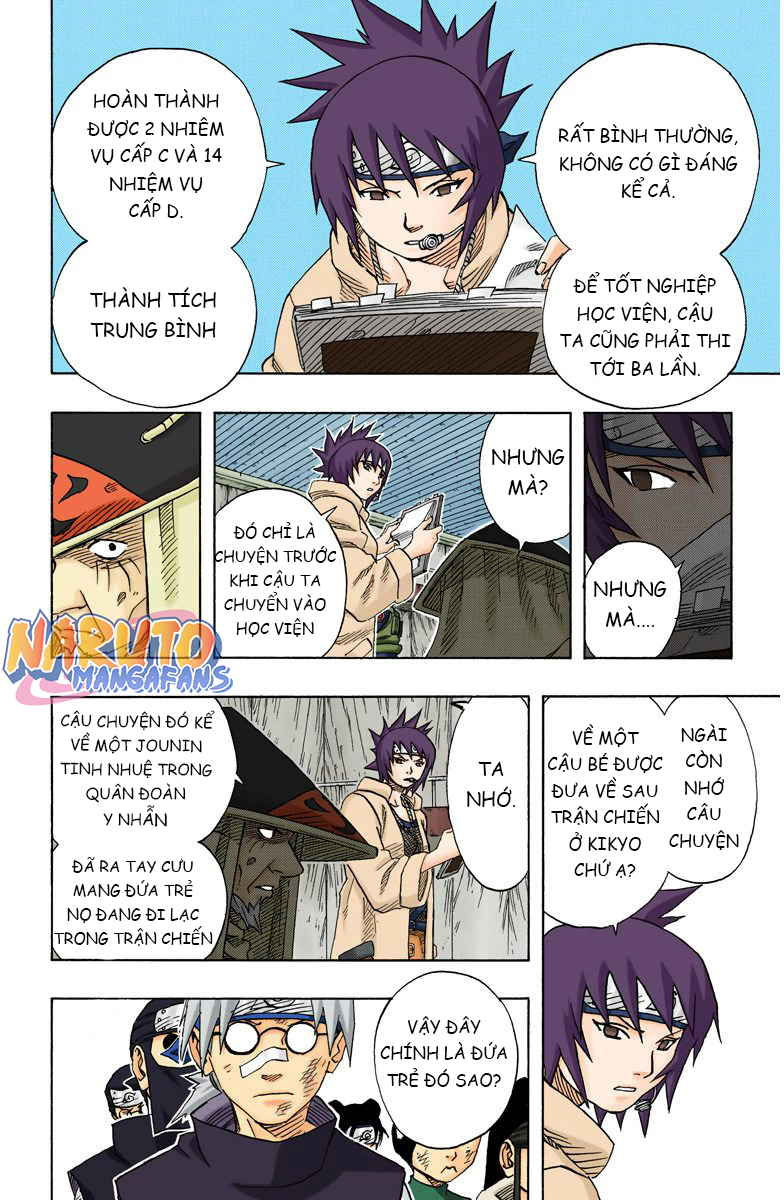 RẤT BÌNH THƯỜNG,
KHÔNG CÓ GÌ ĐÁNG
KỂ CẢ.
ĐỂ TỐT NGHIỆP
HỌC VIỆN, CẬU
TA CŨNG PHẢI THI
TỚI BA LẦN.
HOÀN THÀNH
ĐƯỢC 2 NHIỆM
VỤ CẤP C VÀ 14
NHIỆM VỤ
CẤP D.
THÀNH TÍCH
TRUNG BÌNH
NHƯNG
MÀ....
NHƯNG
MÀ?
ĐÓ CHỈ LÀ
CHUYỆN TRƯỚC
KHI CẬU TA
CHUYỂN VÀO
HỌC VIỆN
NARUTO
MANGAFANS
NGÀI
CÒN
NHỚ
CÂU
CHUYỆN
VỀ MỘT
CẬU BÉ ĐƯỢC
ĐƯA VỀ SAU
TRẬN CHIẾN
Ở KIKYO
CHỨ Ạ?
TA
NHỚ.
CÂU CHUYỆN ĐÓ KỂ
VỀ MỘT JOUNIN
TINH NHUỆ TRONG
QUÂN ĐOÀN
Y NHẪN
ĐÃ RA TAY CƯU
MANG ĐỨA TRẺ
NỌ ĐANG ĐI LẠC
TRONG TRẬN CHIẾN
VẬY ĐÂY
CHÍNH LÀ ĐỨA
TRẺ ĐÓ SAO?